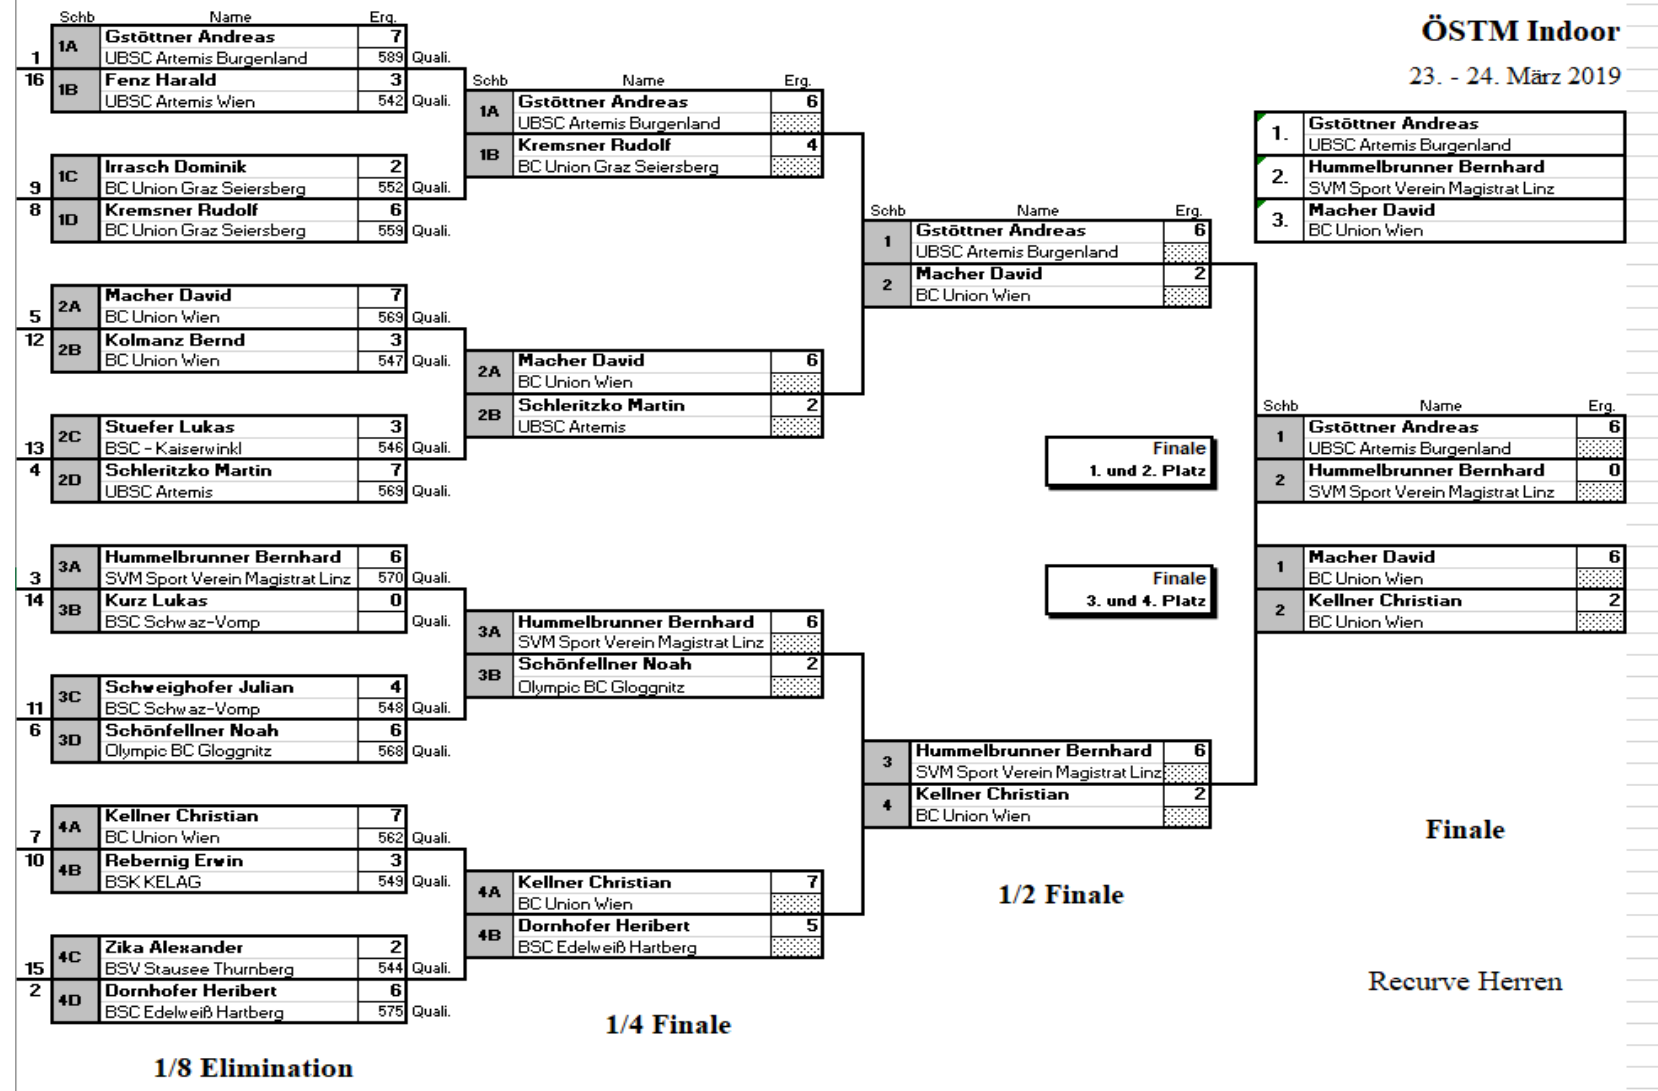 ÖSTM Indoor
23. - 24. März 2019
1. Gstöttner Andreas
UBSC Artemis Burgenland
2. Hummelbrunner Bernhard
SVM Sport Verein Magistrat Linz
3. Macher David
BC Union Wien
Schb Name Erg.
1 1A Gstöttner Andreas 7
UBSC Artemis Burgenland 589 Quali.
16 1B Fenz Harald 3
UBSC Artemis Wien 542 Quali.
9 1C Irrasch Dominik 2
BC Union Graz Seiersberg 552 Quali.
8 1D Kremsner Rudolf 6
BC Union Graz Seiersberg 559 Quali.
5 2A Macher David 7
BC Union Wien 569 Quali.
12 2B Kolmanz Bernd 3
BC Union Wien 547 Quali.
13 2C Stuefer Lukas 3
BSC - Kaiserwinkl 546 Quali.
4 2D Schleritzko Martin 7
UBSC Artemis 569 Quali.
3 3A Hummelbrunner Bernhard 6
SVM Sport Verein Magistrat Linz 570 Quali.
14 3B Kurz Lukas 0
BSC Schwaz-Vomp Quali.
11 3C Schweighofer Julian 4
BSC Schwaz-Vomp 548 Quali.
6 3D Schönfellner Noah 6
Olympic BC Gloggnitz 568 Quali.
7 4A Kellner Christian 7
BC Union Wien 562 Quali.
10 4B Rebernig Erwin 3
BSK KELAG 549 Quali.
15 4C Zika Alexander 2
BSV Stausee Thurnberg 544 Quali.
2 4D Dornhofer Heribert 6
BSC Edelweiß Hartberg 575 Quali.
1/8 Elimination
Schb Name Erg.
1A Gstöttner Andreas 6
UBSC Artemis Burgenland
1B Kremsner Rudolf 4
BC Union Graz Seiersberg
2A Macher David 6
BC Union Wien
2B Schleritzko Martin 2
UBSC Artemis
3A Hummelbrunner Bernhard 6
SVM Sport Verein Magistrat Linz
3B Schönfellner Noah 2
Olympic BC Gloggnitz
4A Kellner Christian 7
BC Union Wien
4B Dornhofer Heribert 5
BSC Edelweiß Hartberg
1/4 Finale
Schb Name Erg.
1 Gstöttner Andreas 6
UBSC Artemis Burgenland
2 Macher David 2
BC Union Wien
3 Hummelbrunner Bernhard 6
SVM Sport Verein Magistrat Linz
4 Kellner Christian 2
BC Union Wien
1/2 Finale
Finale
1. und 2. Platz
Schb Name Erg.
1 Gstöttner Andreas 6
UBSC Artemis Burgenland
2 Hummelbrunner Bernhard 0
SVM Sport Verein Magistrat Linz
Finale
3. und 4. Platz
1 Macher David 6
BC Union Wien
2 Kellner Christian 2
BC Union Wien
Finale
Recurve Herren